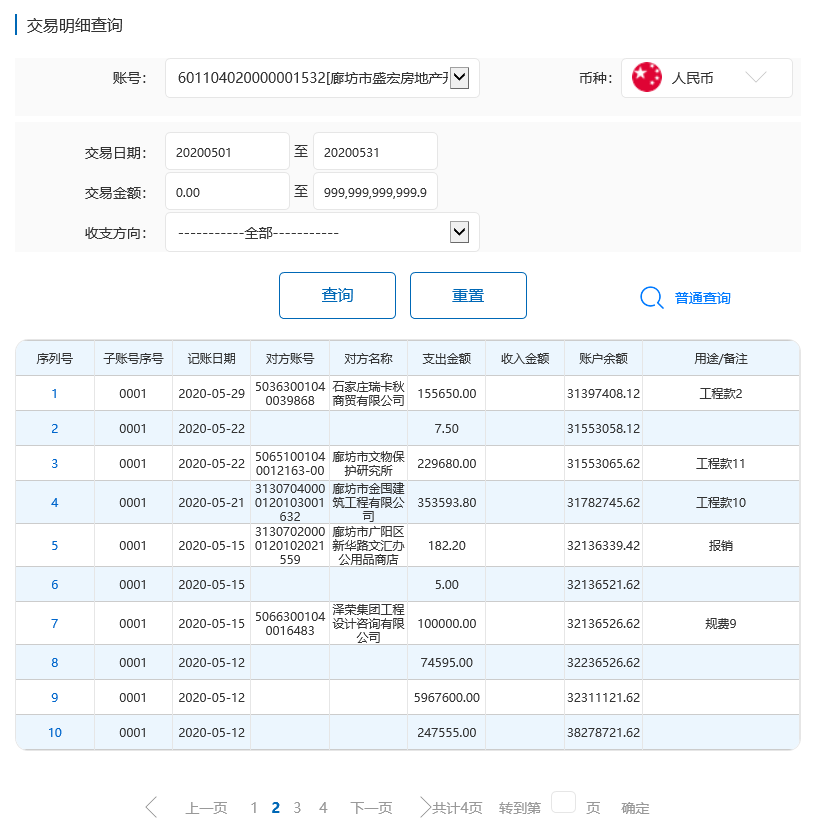 交易明细查询
账号： 601104020000001532[廊坊市盛宏房地产开 币种： 人民币
交易日期： 20200501 至 20200531
交易金额： 0.00 至 999,999,999,999.9
收支方向： -----------全部-----------
查询 重置 普通查询
序列号 子账号序号 记账日期 对方账号 对方名称 支出金额 收入金额 账户余额 用途/备注
1 0001 2020-05-29 50363001040039868 石家庄瑞卡秋商贸有限公司 155650.00 31397408.12 工程款2
2 0001 2020-05-22 7.50 31553058.12
3 0001 2020-05-22 50651001040012163-00 廊坊市文物保护研究所 229680.00 31553065.62 工程款11
4 0001 2020-05-21 31307040000120103001632 廊坊市金囤建筑工程有限公司 353593.80 31782745.62 工程款10
5 0001 2020-05-15 31307020000120102021559 廊坊市广阳区新华路文汇办公用品商店 182.20 32136339.42 报销
6 0001 2020-05-15 5.00 32136521.62
7 0001 2020-05-15 50663001040016483 泽荣集团工程设计咨询有限公司 100000.00 32136526.62 规费9
8 0001 2020-05-12 74595.00 32236526.62
9 0001 2020-05-12 5967600.00 32311121.62
10 0001 2020-05-12 247555.00 38278721.62
上一页 1 2 3 4 下一页 共计4页 转到第 页 确定